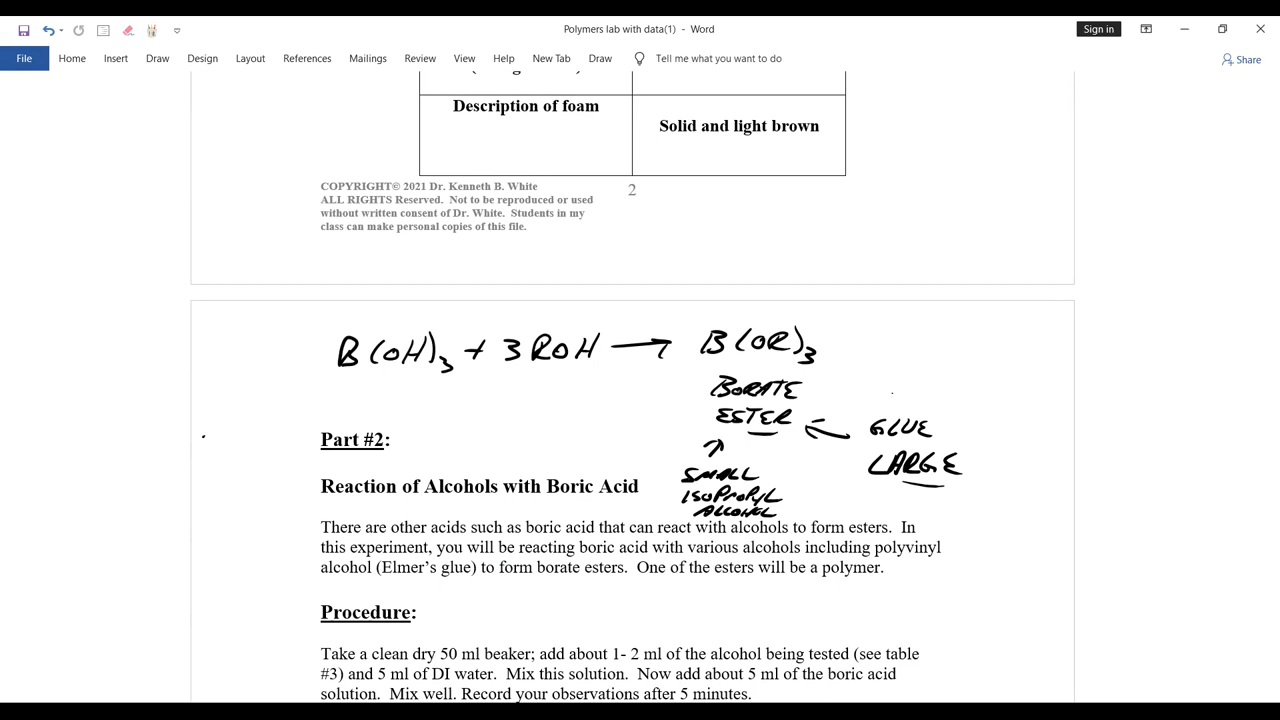 Polymers lab with data(1) - Word
Sign in
File Home Insert Draw Design Layout References Mailings Review View Help New Tab Draw Tell me what you want to do
Share
Description of foam
Solid and light brown
COPYRIGHT© 2021 Dr. Kenneth B. White
ALL RIGHTS Reserved. Not to be reproduced or used
without written consent of Dr. White. Students in my
class can make personal copies of this file.
2
B(OH)3 + 3 ROH → B(OR)3
BORATE
ESTER
GLUE
LARGE
SMALL
ISOPROPYL
ALCOHOL
Part #2:
Reaction of Alcohols with Boric Acid
There are other acids such as boric acid that can react with alcohols to form esters. In
this experiment, you will be reacting boric acid with various alcohols including polyvinyl
alcohol (Elmer’s glue) to form borate esters. One of the esters will be a polymer.
Procedure:
Take a clean dry 50 ml beaker; add about 1- 2 ml of the alcohol being tested (see table
#3) and 5 ml of DI water. Mix this solution. Now add about 5 ml of the boric acid
solution. Mix well. Record your observations after 5 minutes.